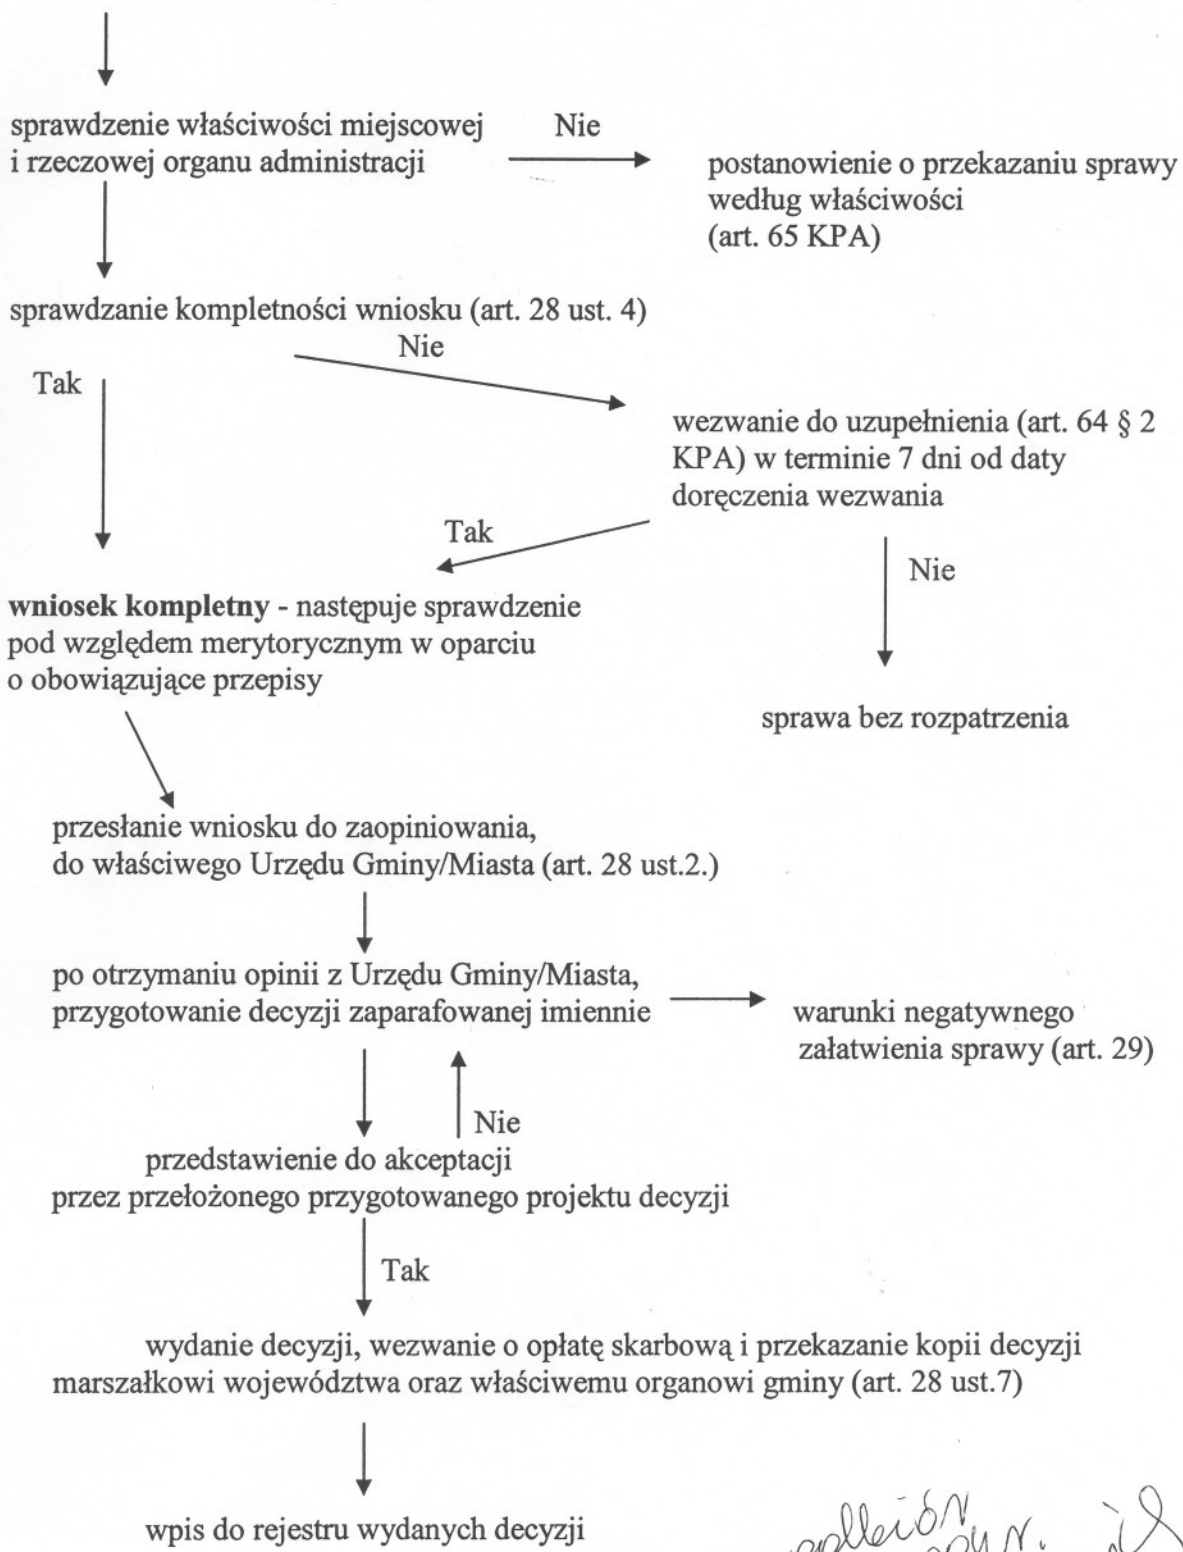 sprawdzenie właściwości miejscowej
i rzeczowej organu administracji
Nie
postanowienie o przekazaniu sprawy
według właściwości
(art. 65 KPA)
sprawdzanie kompletności wniosku (art. 28 ust. 4)
Nie
Tak
wezwanie do uzupełnienia (art. 64 § 2
KPA) w terminie 7 dni od daty
doręczenia wezwania
Tak
Nie
wniosek kompletny - następuje sprawdzenie
pod względem merytorycznym w oparciu
o obowiązujące przepisy
sprawa bez rozpatrzenia
przesłanie wniosku do zaopiniowania,
do właściwego Urzędu Gminy/Miasta (art. 28 ust.2.)
po otrzymaniu opinii z Urzędu Gminy/Miasta,
przygotowanie decyzji zaparafowanej imiennie
warunki negatywnego
załatwienia sprawy (art. 29)
Nie
przedstawienie do akceptacji
przez przełożonego przygotowanego projektu decyzji
Tak
wydanie decyzji, wezwanie o opłatę skarbową i przekazanie kopii decyzji
marszałkowi województwa oraz właściwemu organowi gminy (art. 28 ust.7)
wpis do rejestru wydanych decyzji